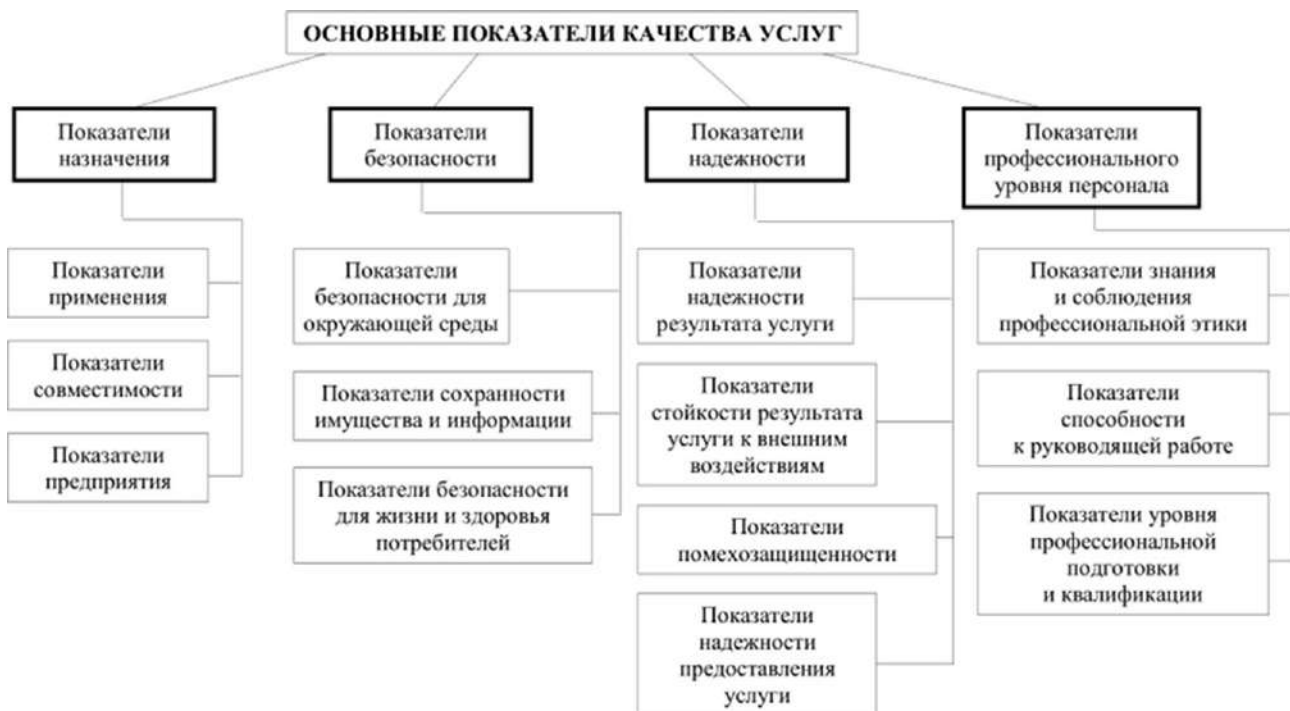 ОСНОВНЫЕ ПОКАЗАТЕЛИ КАЧЕСТВА УСЛУГ
Показатели
назначения
Показатели
применения
Показатели
совместимости
Показатели
предприятия
Показатели
безопасности
Показатели
безопасности для
окружающей среды
Показатели сохранности
имущества и информации
Показатели безопасности
для жизни и здоровья
потребителей
Показатели
надежности
Показатели
надежности
результата услуги
Показатели
стойкости результата
услуги к внешним
воздействиям
Показатели
помехозащищенности
Показатели
надежности
предоставления
услуги
Показатели
профессионального
уровня персонала
Показатели знания
и соблюдения
профессиональной этики
Показатели
способности
к руководящей работе
Показатели уровня
профессиональной
подготовки
и квалификации